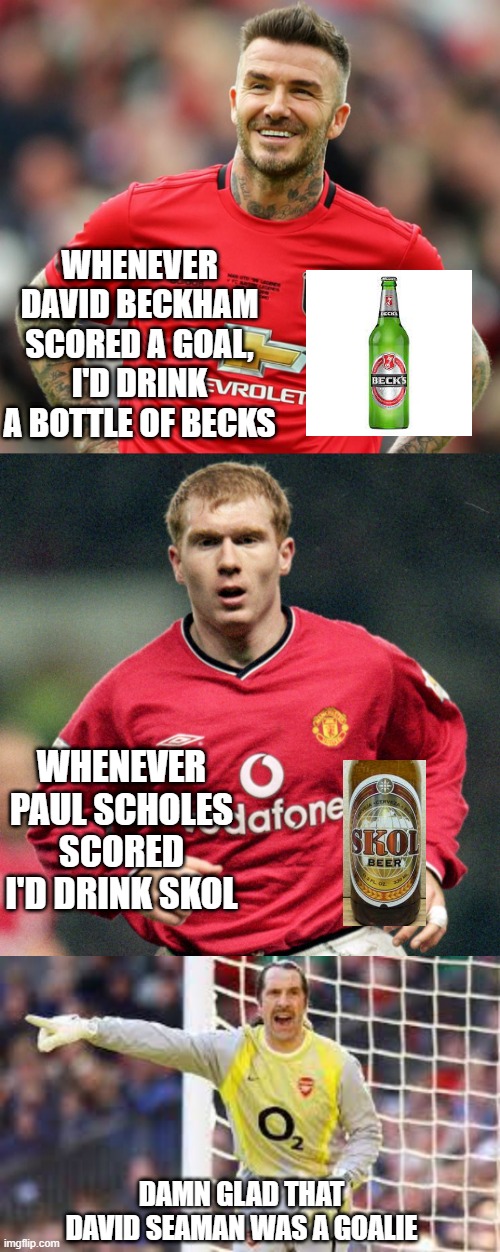 WHENEVER
DAVID BECKHAM
SCORED A GOAL,
I'D DRINK
A BOTTLE OF BECKS
EVROLET
BECK'S
WHENEVER
PAUL SCHOLES
SCORED
I'D DRINK SKOL
dafone
SKOL
BEER
O2
DAMN GLAD THAT
DAVID SEAMAN WAS A GOALIE
imgflip.com